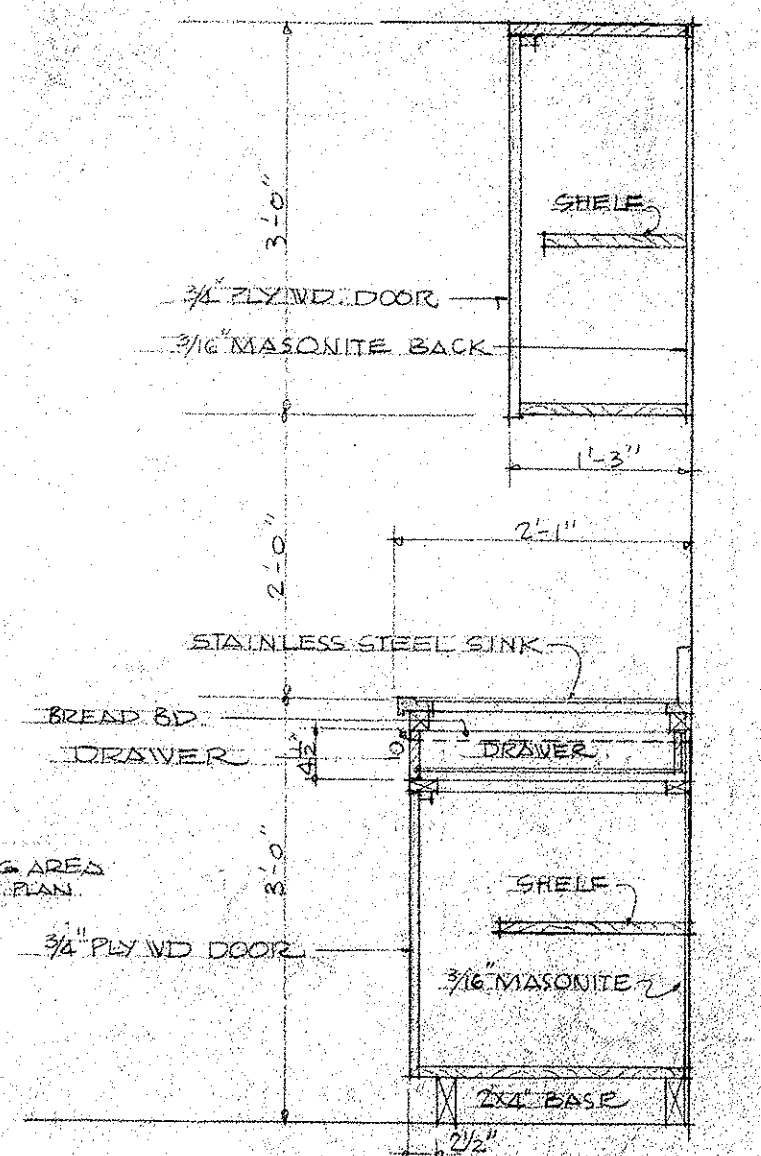 3'-0"
SHELF
3/4" PLYWD. DOOR
3/16" MASONITE BACK
1'-3"
2'-1"
2'-0"
STAINLESS STEEL SINK
BREAD BD.
DRAWER
4 1/2"
DRAWER
3'-0"
AREA
PLAN
SHELF
3/4" PLYWD DOOR
3/16" MASONITE
2X4" BASE
2 1/2"